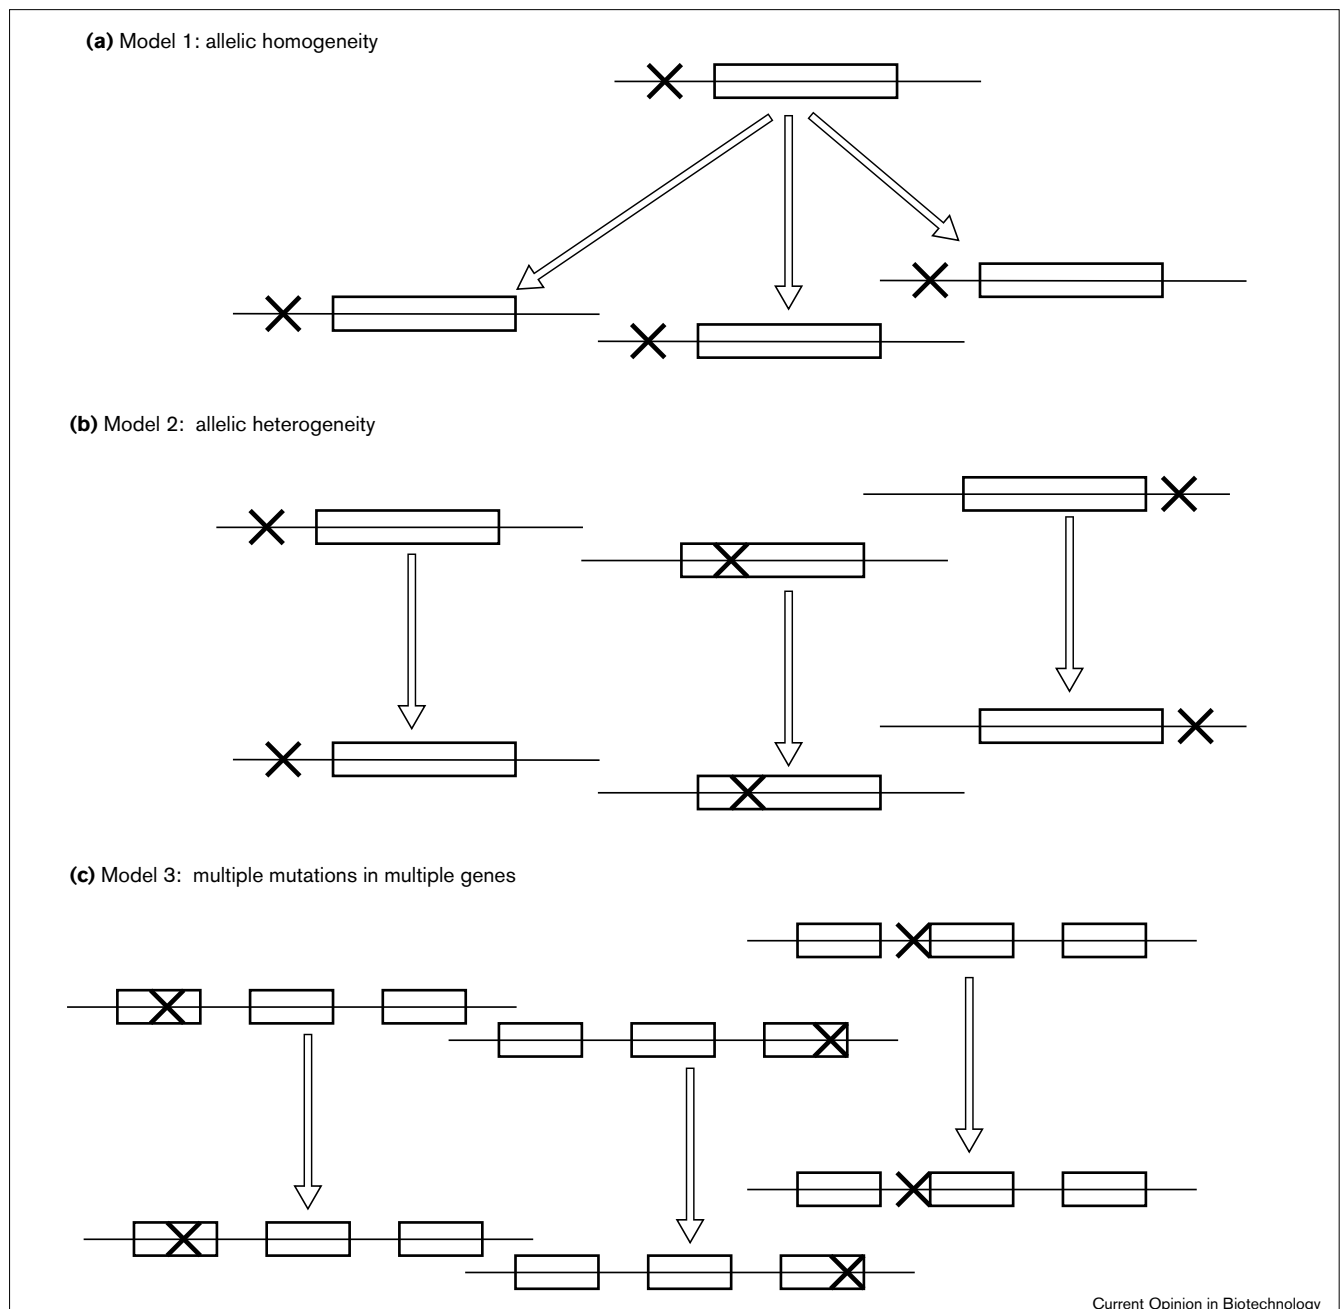 (a) Model 1: allelic homogeneity
(b) Model 2: allelic heterogeneity
(c) Model 3: multiple mutations in multiple genes
Current Opinion in Biotechnology